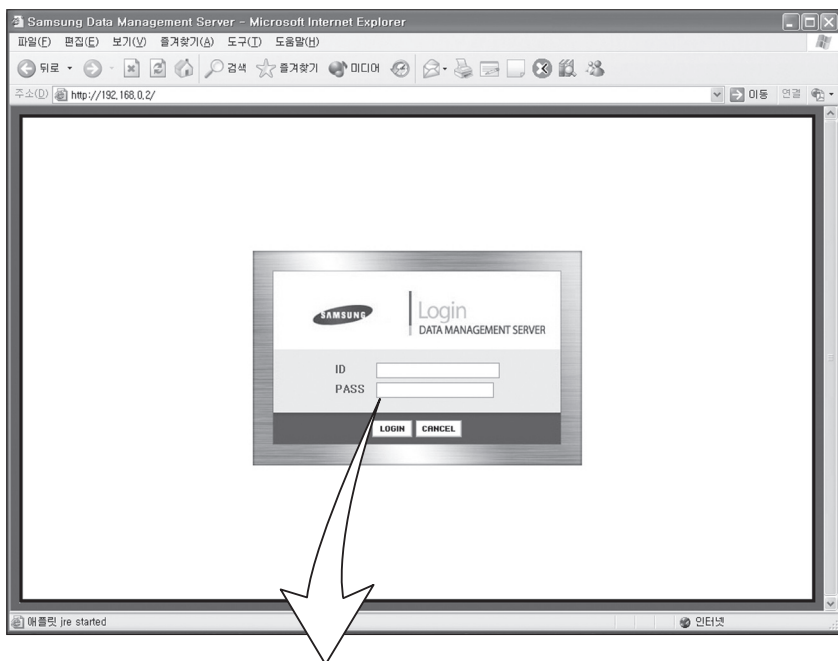 Samsung Data Management Server - Microsoft Internet Explorer
파일(F) 편집(E) 보기(V) 즐겨찾기(A) 도구(T) 도움말(H)
뒤로 검색 즐겨찾기 미디어
주소(D) http://192,168,0,2/ 이동 연결
SAMSUNG
Login
DATA MANAGEMENT SERVER
ID
PASS
LOGIN CANCEL
애플릿 jre started 인터넷